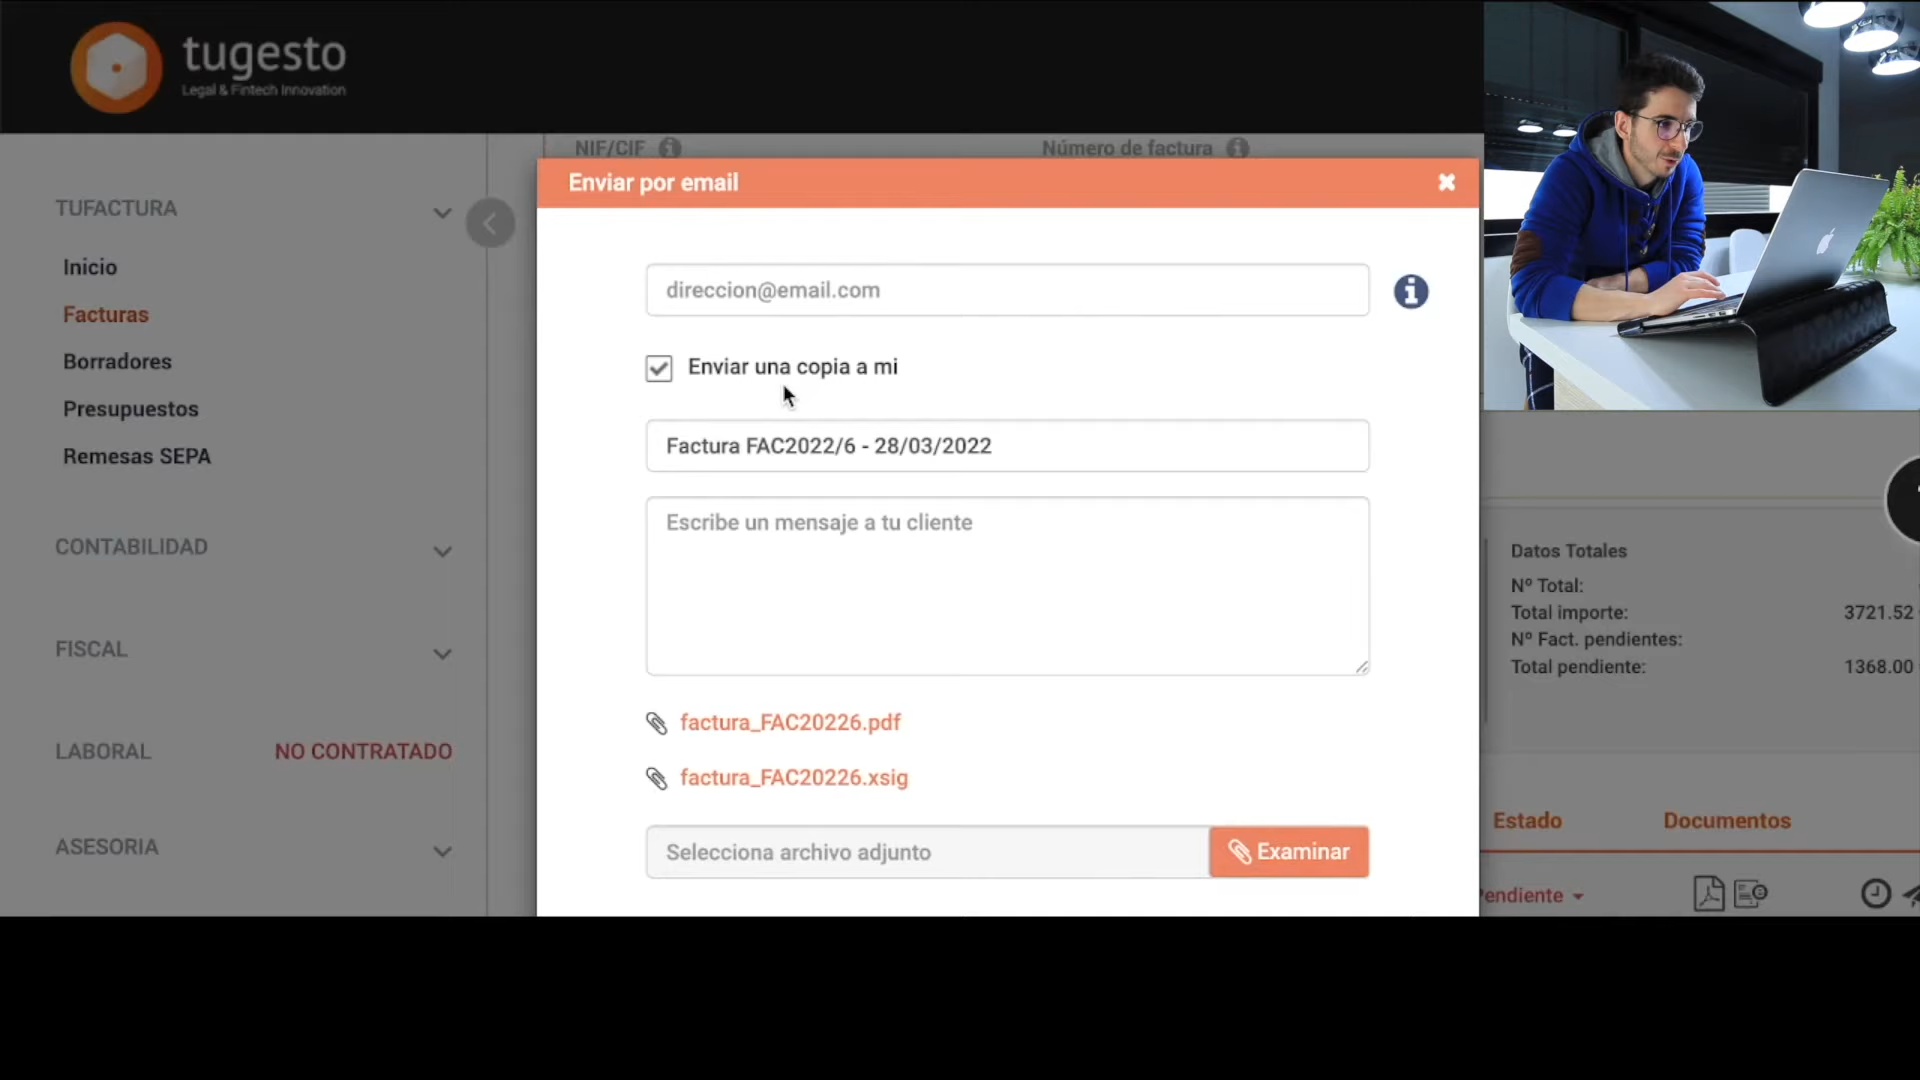 tugesto
Legal & Fintech Innovation
NIF/CIF
Número de factura
TUFACTURA
Inicio
Facturas
Borradores
Presupuestos
Remesas SEPA
CONTABILIDAD
FISCAL
LABORAL NO CONTRATADO
ASESORIA
Enviar por email
direccion@email.com
Enviar una copia a mi
Factura FAC2022/6 - 28/03/2022
Escribe un mensaje a tu cliente
factura_FAC20226.pdf
factura_FAC20226.xsig
Selecciona archivo adjunto
Examinar
Datos Totales
Nº Total:
Total importe: 3721.52
Nº Fact. pendientes:
Total pendiente: 1368.00
Estado Documentos
endiente